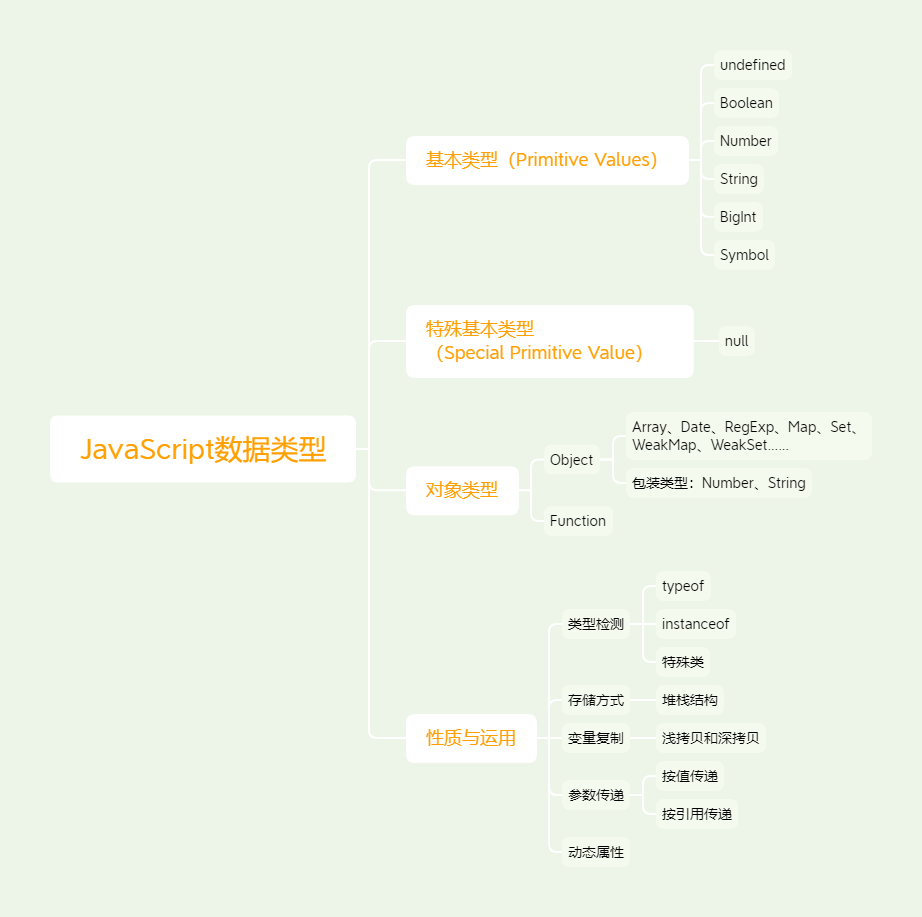 JavaScript数据类型
基本类型（Primitive Values）
undefined
Boolean
Number
String
BigInt
Symbol
特殊基本类型
（Special Primitive Value）
null
对象类型
Object
Array、Date、RegExp、Map、Set、
WeakMap、WeakSet......
包装类型：Number、String
Function
性质与运用
类型检测
typeof
instanceof
特殊类
存储方式
堆栈结构
变量复制
浅拷贝和深拷贝
参数传递
按值传递
按引用传递
动态属性